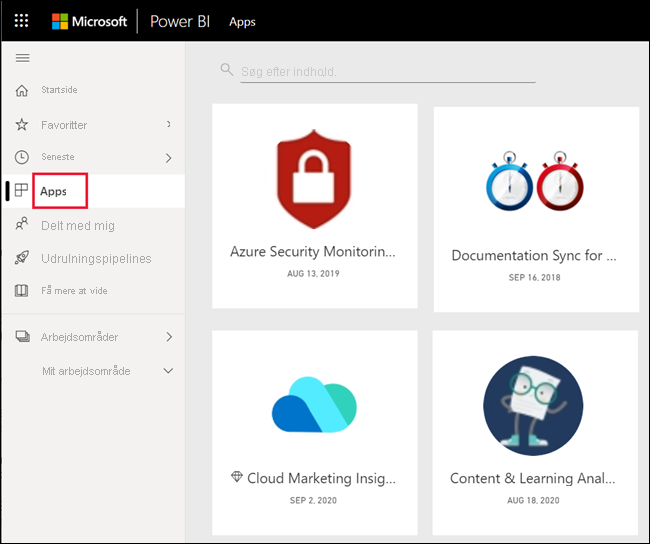 Microsoft Power BI Apps
Startside
Favoritter
Seneste
Apps
Delt med mig
Udrulningspipelines
Få mere at vide
Arbejdsområder
Mit arbejdsområde
Søg efter indhold.
Azure Security Monitorin...
AUG 13, 2019
Documentation Sync for ...
SEP 16, 2018
Cloud Marketing Insig...
SEP 2, 2020
Content & Learning Anal...
AUG 18, 2020